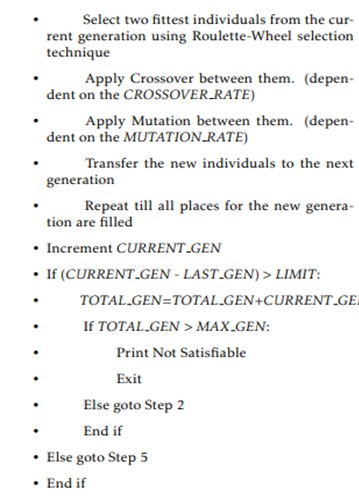 • Select two fittest individuals from the cur-
rent generation using Roulette-Wheel selection
technique
• Apply Crossover between them. (depen-
dent on the CROSSOVER_RATE)
• Apply Mutation between them. (depen-
dent on the MUTATION_RATE)
• Transfer the new individuals to the next
generation
• Repeat till all places for the new genera-
tion are filled
• Increment CURRENT_GEN
• If (CURRENT_GEN - LAST_GEN) > LIMIT:
• TOTAL_GEN=TOTAL_GEN+CURRENT_GE
• If TOTAL_GEN > MAX_GEN:
• Print Not Satisfiable
• Exit
• Else goto Step 2
• End if
• Else goto Step 5
• End if